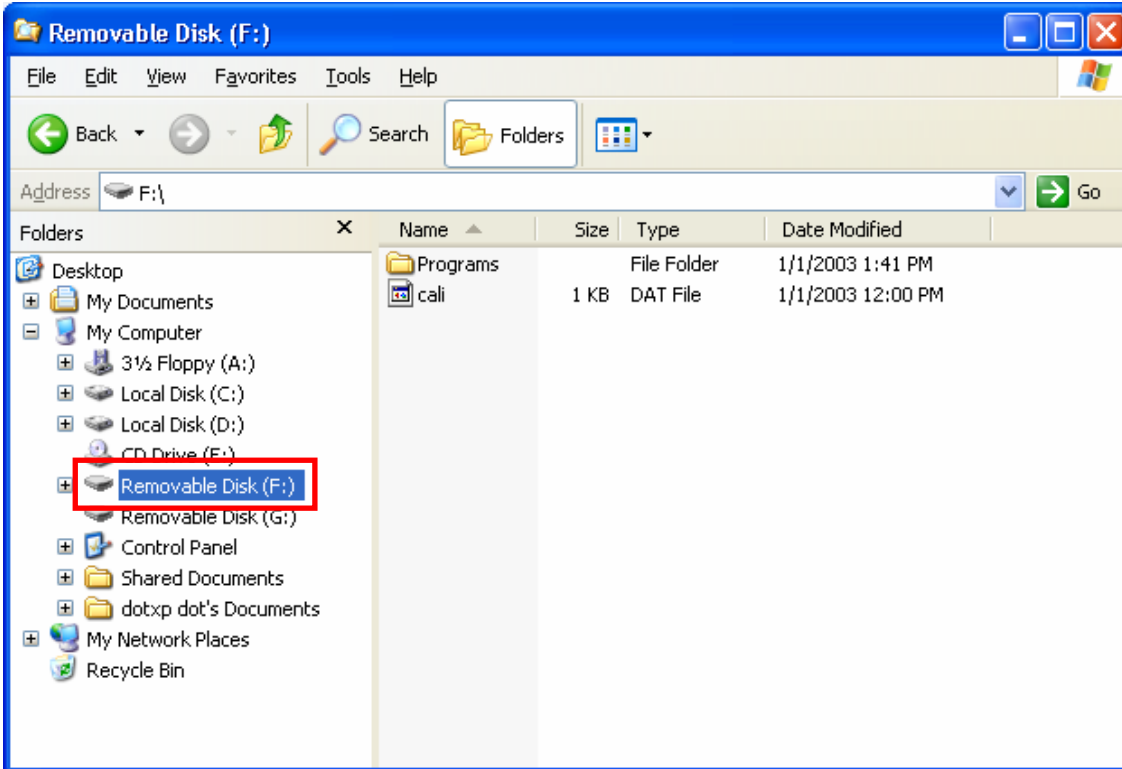 Removable Disk (F:)
File Edit View Favorites Tools Help
Back Search Folders
Address F:\ Go
Folders X Name Size Type Date Modified
Desktop Programs File Folder 1/1/2003 1:41 PM
My Documents cali 1 KB DAT File 1/1/2003 12:00 PM
My Computer
3½ Floppy (A:)
Local Disk (C:)
Local Disk (D:)
CD Drive (E:)
Removable Disk (F:)
Removable Disk (G:)
Control Panel
Shared Documents
dotxp dot's Documents
My Network Places
Recycle Bin